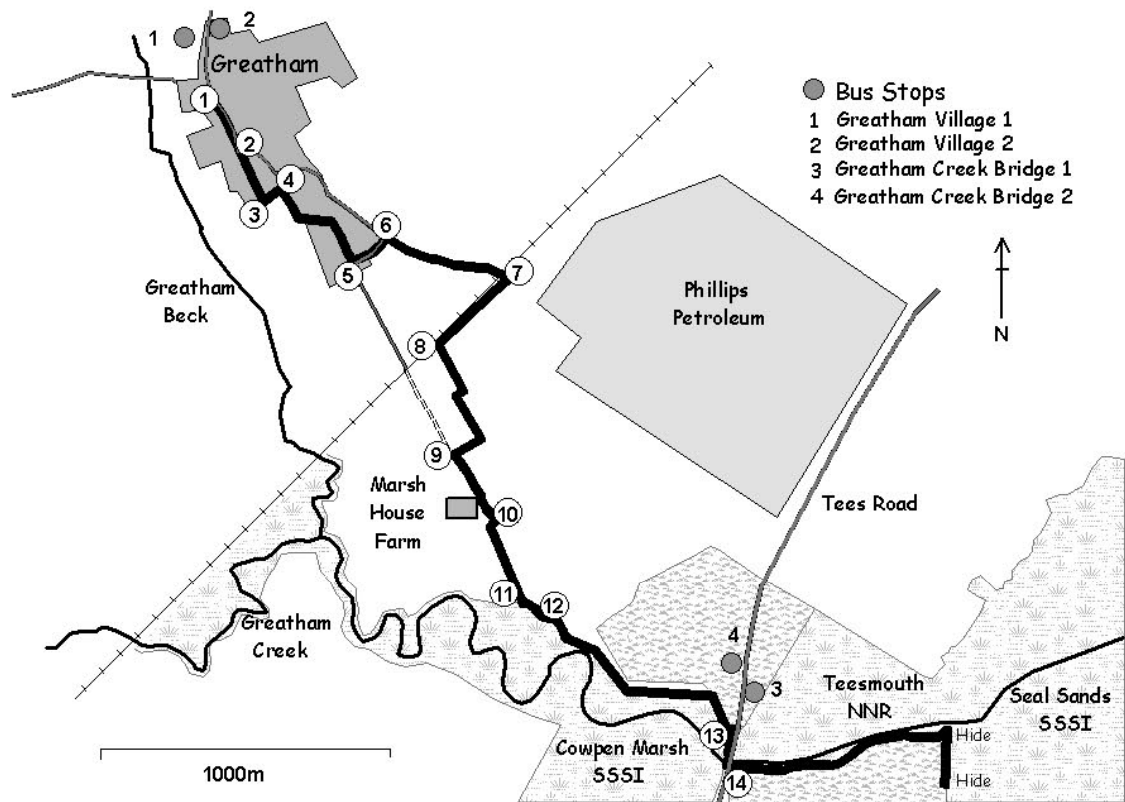 1
2
Greatham
1
2
4
3
6
5
7
8
9
10
11
12
13
14
Bus Stops
1 Greatham Village 1
2 Greatham Village 2
3 Greatham Creek Bridge 1
4 Greatham Creek Bridge 2
N
Greatham
Beck
Phillips
Petroleum
Marsh
House
Farm
Tees Road
Greatham
Creek
4
3
Teesmouth
NNR
Seal Sands
SSSI
Cowpen Marsh
SSSI
Hide
Hide
1000m